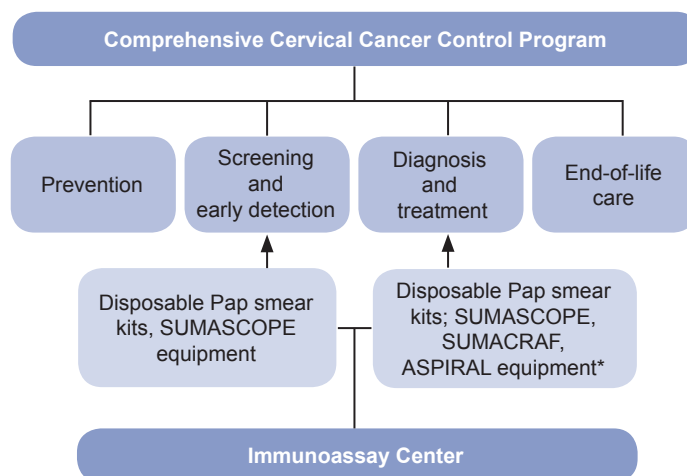 Comprehensive Cervical Cancer Control Program
Prevention
Screening
and
early detection
Diagnosis
and
treatment
End-of-life
care
Disposable Pap smear
kits, SUMASCOPE
equipment
Disposable Pap smear
kits; SUMASCOPE,
SUMACRAF,
ASPIRAL equipment*
Immunoassay Center